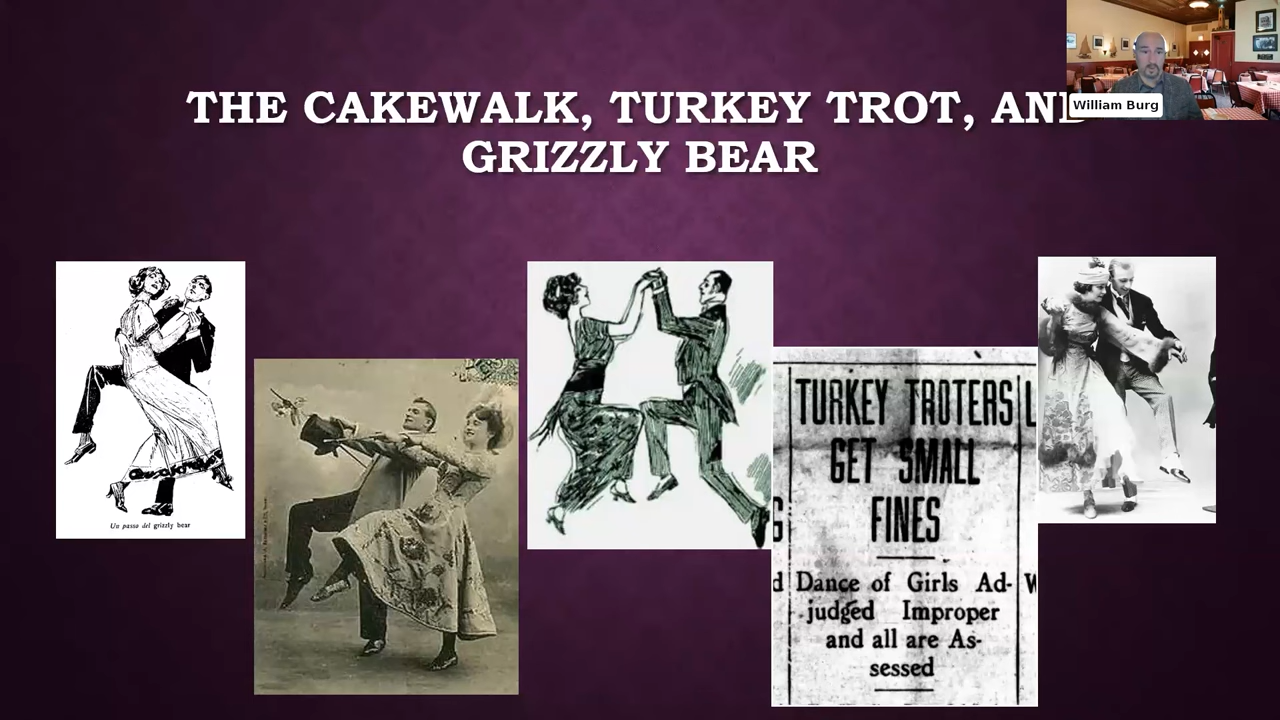 THE CAKEWALK, TURKEY TROT, AND
GRIZZLY BEAR
William Burg
Un passo del grizzly bear
TURKEY TROTERS
GET SMALL
FINES
Dance of Girls Ad-
judged Improper
and all are As-
sessed